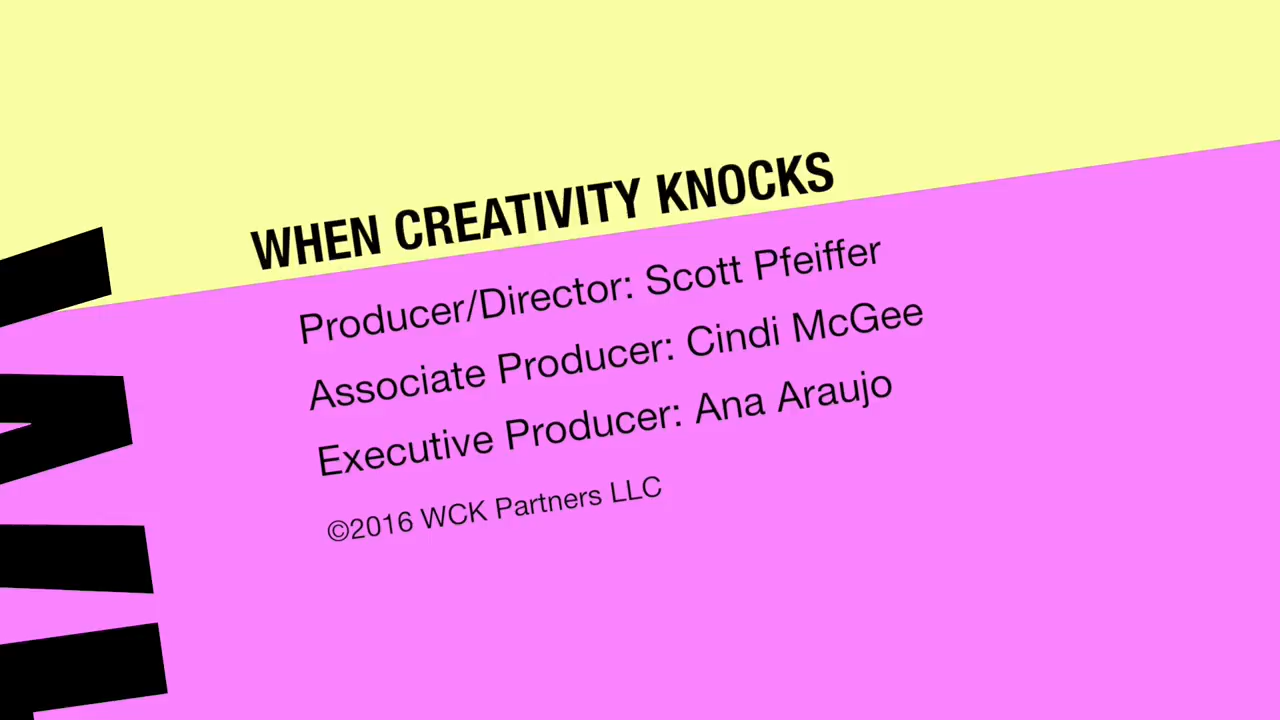 WHEN CREATIVITY KNOCKS
Producer/Director: Scott Pfeiffer
Associate Producer: Cindi McGee
Executive Producer: Ana Araujo
©2016 WCK Partners LLC